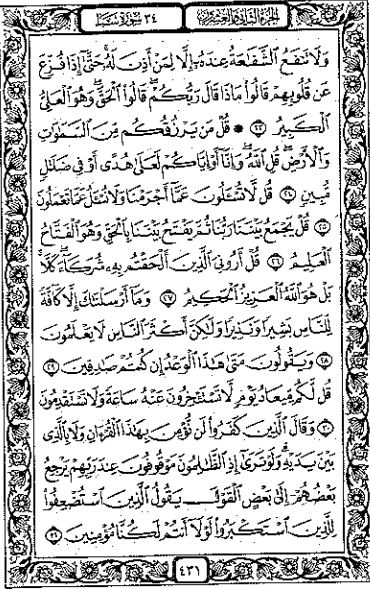 الجزء الثاني والعشرون ٣٤ سورة سبإ
وَلَا تَنفَعُ الشَّفَاعَةُ عِندَهُ إِلَّا لِمَنْ أَذِنَ لَهُ حَتَّىٰ إِذَا فُزِّعَ
عَن قُلُوبِهِمْ قَالُوا مَاذَا قَالَ رَبُّكُمْ قَالُوا الْحَقَّ وَهُوَ الْعَلِيُّ
الْكَبِيرُ ٢٣ ۞ قُلْ مَن يَرْزُقُكُم مِّنَ السَّمَٰوَٰتِ
وَالْأَرْضِ قُلِ اللَّهُ وَإِنَّا أَوْ إِيَّاكُمْ لَعَلَىٰ هُدًى أَوْ فِي ضَلَٰلٍ
مُّبِينٍ ٢٤ قُل لَّا تُسْـَٔلُونَ عَمَّا أَجْرَمْنَا وَلَا نُسْـَٔلُ عَمَّا تَعْمَلُونَ
٢٥ قُلْ يَجْمَعُ بَيْنَنَا رَبُّنَا ثُمَّ يَفْتَحُ بَيْنَنَا بِالْحَقِّ وَهُوَ الْفَتَّاحُ
الْعَلِيمُ ٢٦ قُلْ أَرُونِيَ الَّذِينَ أَلْحَقْتُم بِهِ شُرَكَاءَ كَلَّا
بَلْ هُوَ اللَّهُ الْعَزِيزُ الْحَكِيمُ ٢٧ وَمَا أَرْسَلْنَٰكَ إِلَّا كَافَّةً
لِّلنَّاسِ بَشِيرًا وَنَذِيرًا وَلَٰكِنَّ أَكْثَرَ النَّاسِ لَا يَعْلَمُونَ
٢٨ وَيَقُولُونَ مَتَىٰ هَٰذَا الْوَعْدُ إِن كُنتُمْ صَٰدِقِينَ ٢٩
قُل لَّكُم مِّيعَادُ يَوْمٍ لَّا تَسْتَـْٔخِرُونَ عَنْهُ سَاعَةً وَلَا تَسْتَقْدِمُونَ
٣٠ وَقَالَ الَّذِينَ كَفَرُوا لَن نُّؤْمِنَ بِهَٰذَا الْقُرْءَانِ وَلَا بِالَّذِي
بَيْنَ يَدَيْهِ وَلَوْ تَرَىٰ إِذِ الظَّٰلِمُونَ مَوْقُوفُونَ عِندَ رَبِّهِمْ يَرْجِعُ
بَعْضُهُمْ إِلَىٰ بَعْضٍ الْقَوْلَ يَقُولُ الَّذِينَ اسْتُضْعِفُوا
لِلَّذِينَ اسْتَكْبَرُوا لَوْلَا أَنتُمْ لَكُنَّا مُؤْمِنِينَ ٣١
٤٣١